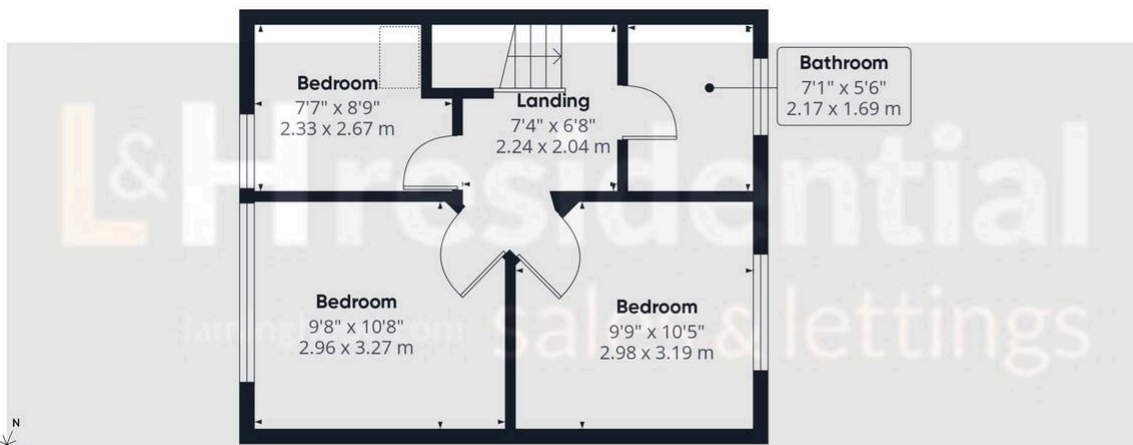 Bedroom
7'7" x 8'9"
2.33 x 2.67 m
Landing
7'4" x 6'8"
2.24 x 2.04 m
Bathroom
7'1" x 5'6"
2.17 x 1.69 m
L&H residential
sales & lettings
Bedroom
9'8" x 10'8"
2.96 x 3.27 m
Bedroom
9'9" x 10'5"
2.98 x 3.19 m
N